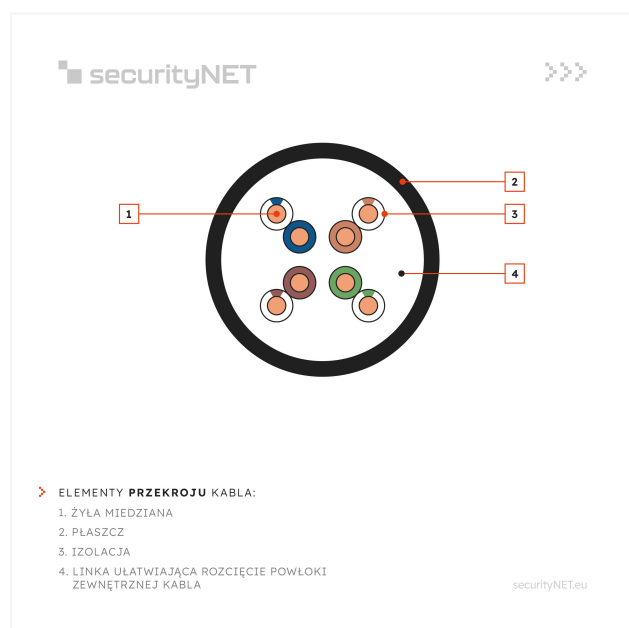 securityNET
2
1
3
4
ELEMENTY PRZEKROJU KABLA:
1. ŻYŁA MIEDZIANA
2. PŁASZCZ
3. IZOLACJA
4. LINKA UŁATWIAJĄCA ROZCIĘCIE POWŁOKI
ZEWNĘTRZNEJ KABLA
securityNET.eu